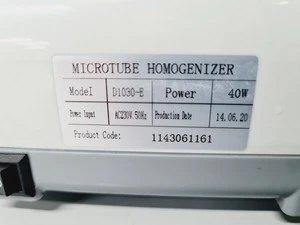 MICROTUBE HOMOGENIZER
Model D1030-E Power 40W
Power Input AC230V.50Hz Production Date 14.06.20
Product Code: 1143061161